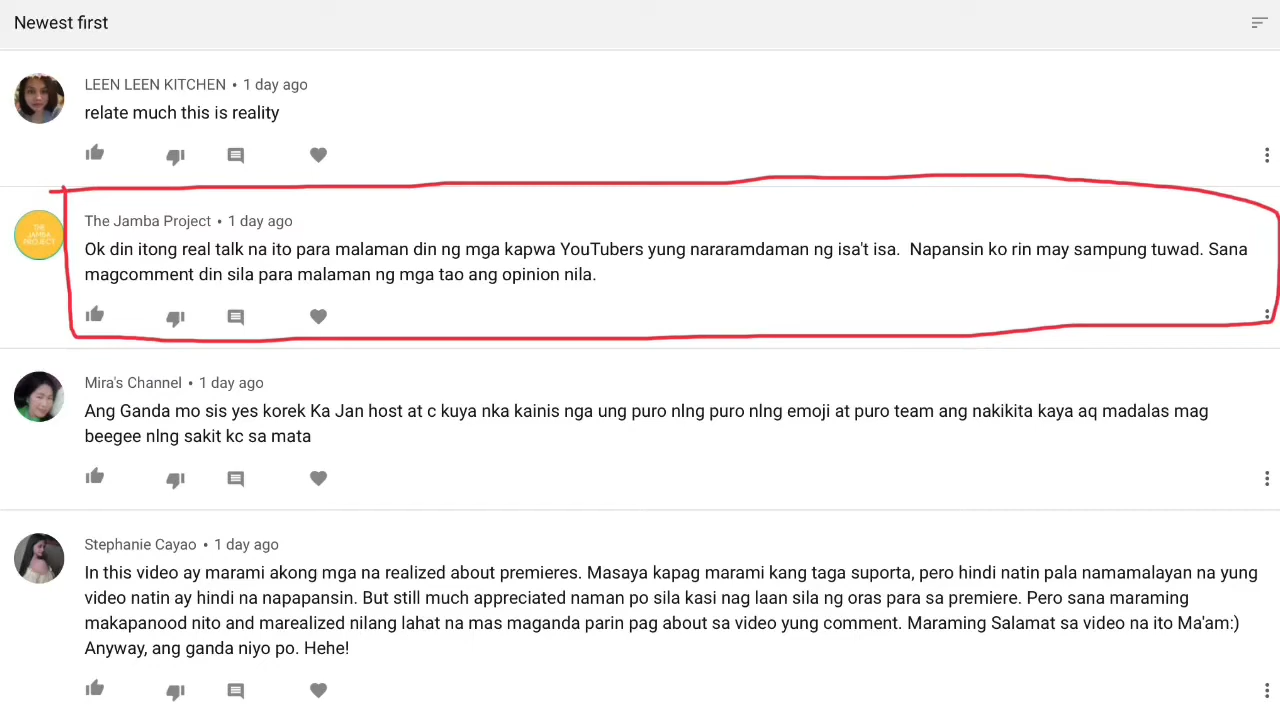 Newest first
LEEN LEEN KITCHEN • 1 day ago
relate much this is reality
THE
JAMBA
PROJECT
The Jamba Project • 1 day ago
Ok din itong real talk na ito para malaman din ng mga kapwa YouTubers yung nararamdaman ng isa't isa.  Napansin ko rin may sampung tuwad. Sana
magcomment din sila para malaman ng mga tao ang opinion nila.
Mira's Channel • 1 day ago
Ang Ganda mo sis yes korek Ka Jan host at c kuya nka kainis nga ung puro nlng puro nlng emoji at puro team ang nakikita kaya aq madalas mag
beegee nlng sakit kc sa mata
Stephanie Cayao • 1 day ago
In this video ay marami akong mga na realized about premieres. Masaya kapag marami kang taga suporta, pero hindi natin pala namamalayan na yung
video natin ay hindi na napapansin. But still much appreciated naman po sila kasi nag laan sila ng oras para sa premiere. Pero sana maraming
makapanood nito and marealized nilang lahat na mas maganda parin pag about sa video yung comment. Maraming Salamat sa video na ito Ma'am:)
Anyway, ang ganda niyo po. Hehe!